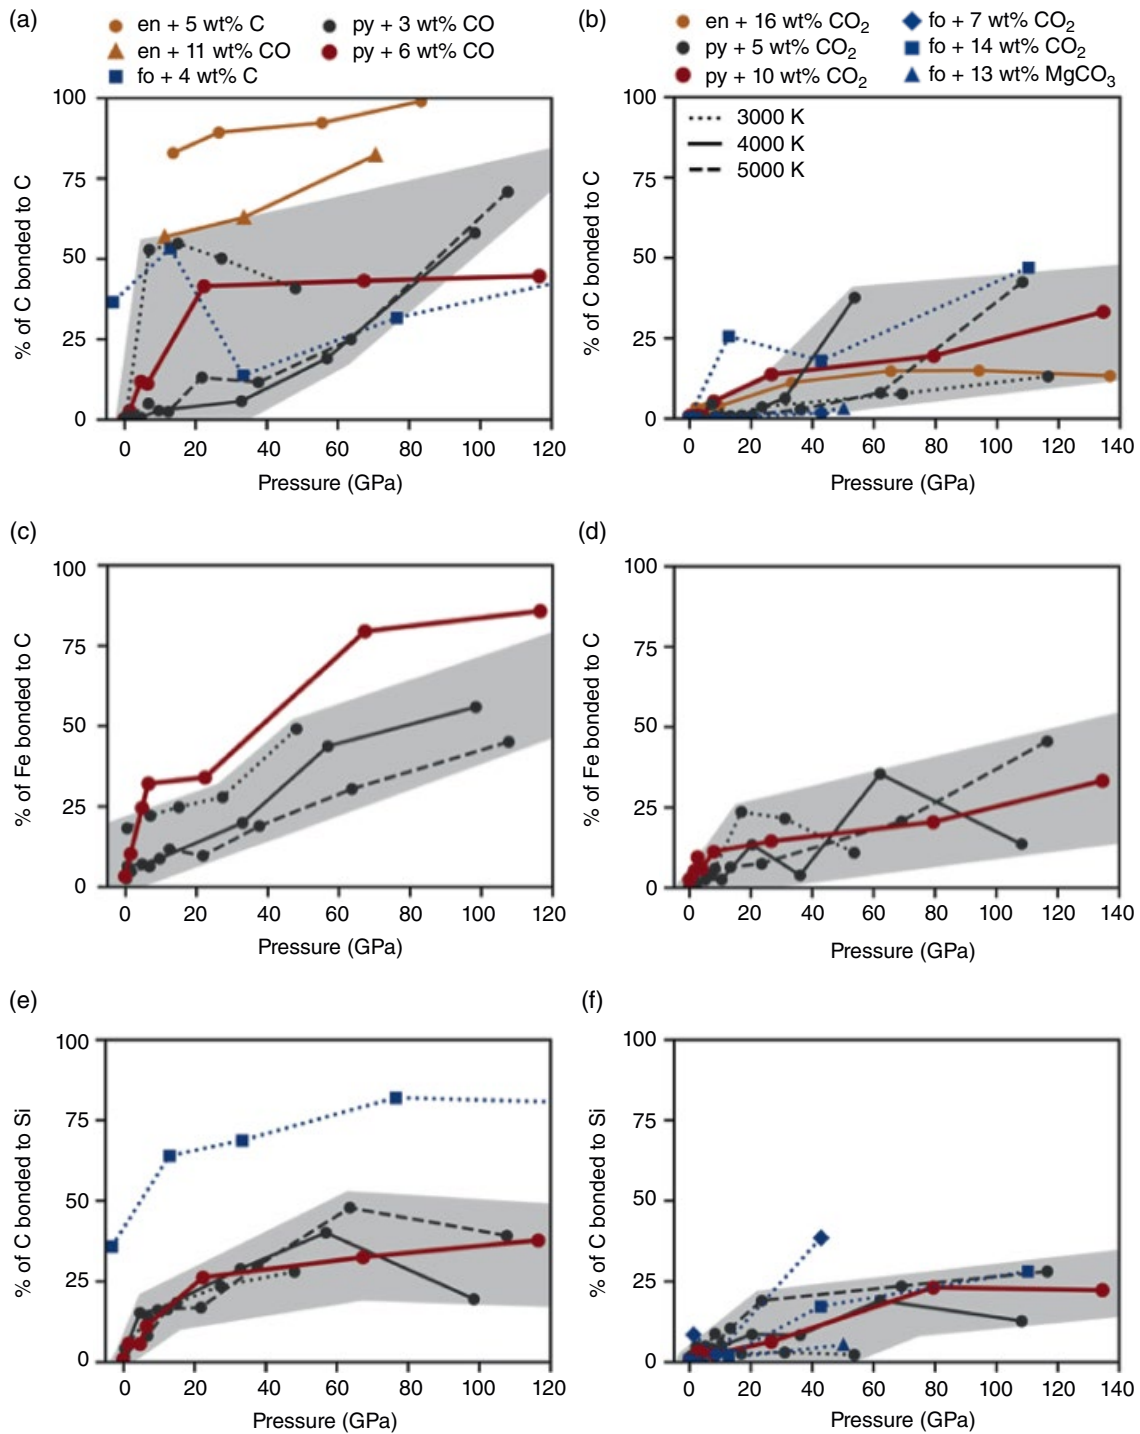 (a)
en + 5 wt% C
en + 11 wt% CO
fo + 4 wt% C
py + 3 wt% CO
py + 6 wt% CO
100
75
50
25
0
% of C bonded to C
0 20 40 60 80 100 120
Pressure (GPa)
(b)
en + 16 wt% CO₂
py + 5 wt% CO₂
py + 10 wt% CO₂
fo + 7 wt% CO₂
fo + 14 wt% CO₂
fo + 13 wt% MgCO₃
3000 K
4000 K
5000 K
100
75
50
25
0
% of C bonded to C
0 20 40 60 80 100 120 140
Pressure (GPa)
(c)
100
75
50
25
0
% of Fe bonded to C
0 20 40 60 80 100 120
Pressure (GPa)
(d)
100
75
50
25
0
% of Fe bonded to C
0 20 40 60 80 100 120 140
Pressure (GPa)
(e)
100
75
50
25
0
% of C bonded to Si
0 20 40 60 80 100 120
Pressure (GPa)
(f)
100
75
50
25
0
% of C bonded to Si
0 20 40 60 80 100 120 140
Pressure (GPa)